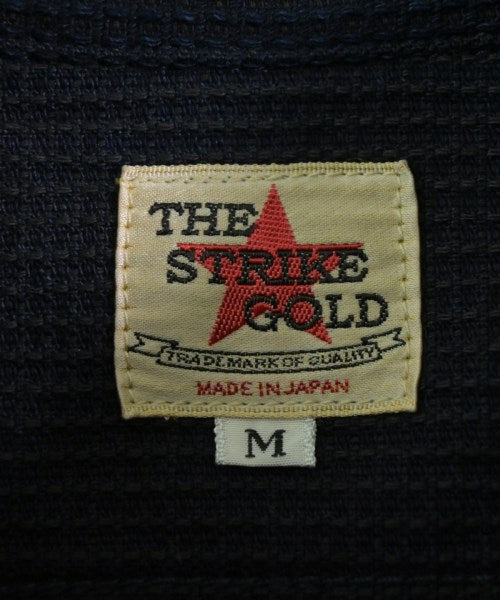 THE
STRIKE
GOLD
TRADEMARK OF QUALITY
MADE IN JAPAN
M